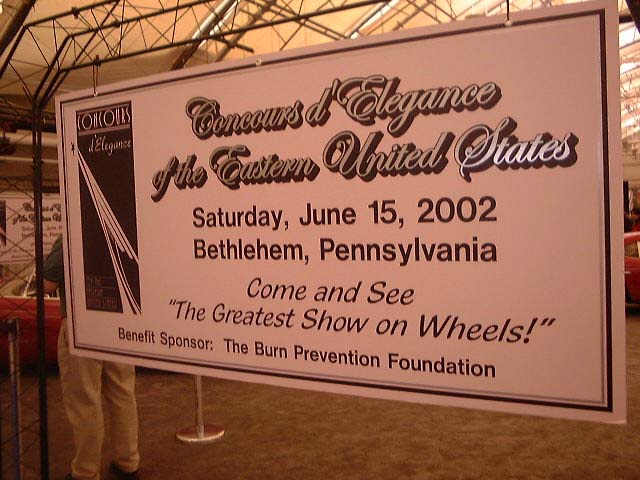 CONCOURS
d'Elegance
Concours d'Elegance
of the Eastern United States
Saturday, June 15, 2002
Bethlehem, Pennsylvania
Come and See
"The Greatest Show on Wheels!"
Benefit Sponsor: The Burn Prevention Foundation